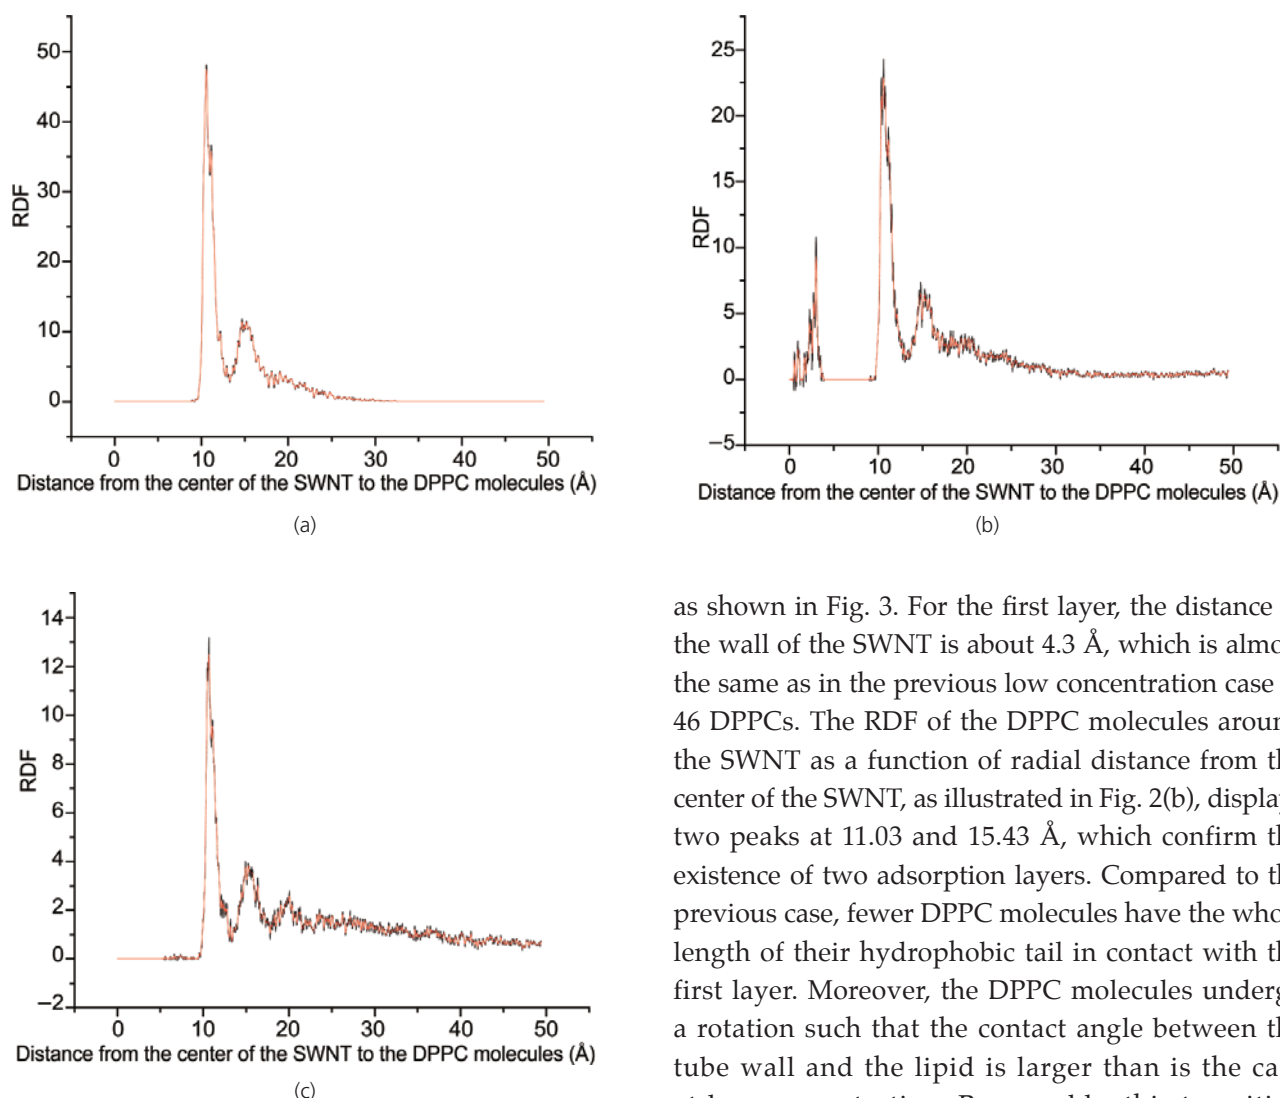 50
40
30
20
10
0
RDF
0 10 20 30 40 50
Distance from the center of the SWNT to the DPPC molecules (Å)
(a)
25
20
15
10
5
0
–5
RDF
0 10 20 30 40 50
Distance from the center of the SWNT to the DPPC molecules (Å)
(b)
14
12
10
8
6
4
2
0
–2
RDF
0 10 20 30 40 50
Distance from the center of the SWNT to the DPPC molecules (Å)
(c)
as shown in Fig. 3. For the first layer, the distance
the wall of the SWNT is about 4.3 Å, which is almo
the same as in the previous low concentration case
46 DPPCs. The RDF of the DPPC molecules aroun
the SWNT as a function of radial distance from th
center of the SWNT, as illustrated in Fig. 2(b), display
two peaks at 11.03 and 15.43 Å, which confirm th
existence of two adsorption layers. Compared to th
previous case, fewer DPPC molecules have the who
length of their hydrophobic tail in contact with th
first layer. Moreover, the DPPC molecules underg
a rotation such that the contact angle between th
tube wall and the lipid is larger than is the ca